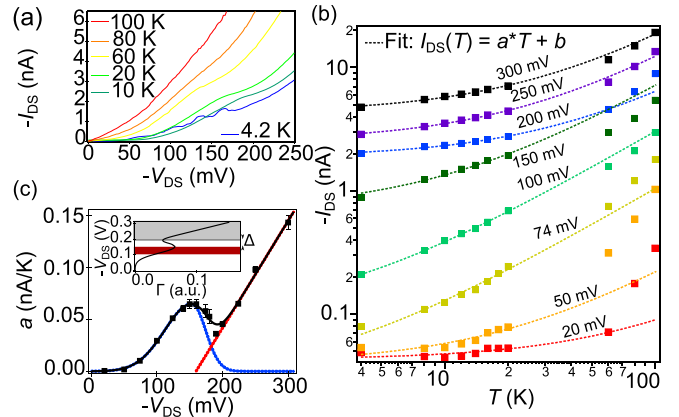 (a)
-I_DS (nA)
6
5
4
3
2
1
0
100 K
80 K
60 K
20 K
10 K
4.2 K
0 50 100 150 200 250
-V_DS (mV)
(b)
Fit: I_DS(T) = a*T + b
-I_DS (nA)
2
10
8
6
4
2
1
8
6
4
2
0.1
8
6
300 mV
250 mV
200 mV
150 mV
100 mV
74 mV
50 mV
20 mV
4 5 6 7 10 2 3 4 5 6 7 100
T (K)
(c)
a (nA/K)
0.15
0.10
0.05
0.00
-V_DS (V)
0.3
0.2
0.1
0.0
Δ
0.0 0.1
Γ (a.u.)
0 100 200 300
-V_DS (mV)